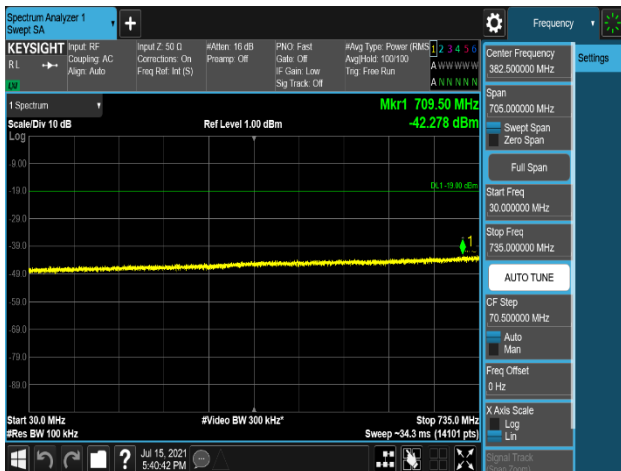 Spectrum Analyzer 1
Swept SA
+
Frequency
KEYSIGHT
R L
Input: RF
Coupling: AC
Align: Auto
Input Z: 50 Ω
Corrections: On
Freq Ref: Int (S)
#Atten: 16 dB
Preamp: Off
PNO: Fast
Gate: Off
IF Gain: Low
Sig Track: Off
#Avg Type: Power (RMS
Avg|Hold: 100/100
Trig: Free Run
1 2 3 4 5 6
A W W W W W
A N N N N N
1 Spectrum
Scale/Div 10 dB
Ref Level 1.00 dBm
Mkr1 709.50 MHz
-42.278 dBm
Log
-9.00
-19.0
-29.0
-39.0
-49.0
-59.0
-69.0
-79.0
-89.0
DL1 -19.00 dBm
1
Start 30.0 MHz
#Res BW 100 kHz
#Video BW 300 kHz*
Stop 735.0 MHz
Sweep ~34.3 ms (14101 pts)
Jul 15, 2021
5:40:42 PM
Center Frequency
382.500000 MHz
Settings
Span
705.000000 MHz
Swept Span
Zero Span
Full Span
Start Freq
30.000000 MHz
Stop Freq
735.000000 MHz
AUTO TUNE
CF Step
70.500000 MHz
Auto
Man
Freq Offset
0 Hz
X Axis Scale
Log
Lin
Signal Track
(Span Zoom)